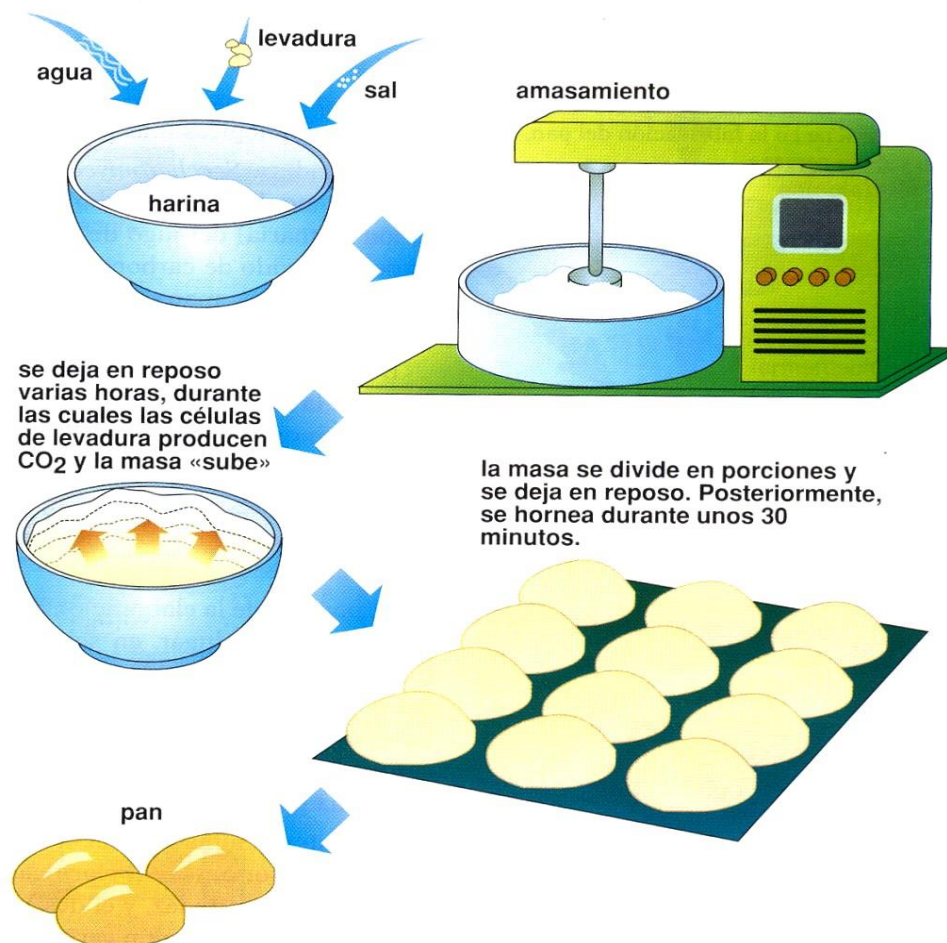 levadura
agua
sal
harina
amasamiento
se deja en reposo
varias horas, durante
las cuales las células
de levadura producen
CO₂ y la masa «sube»
la masa se divide en porciones y
se deja en reposo. Posteriormente,
se hornea durante unos 30
minutos.
pan